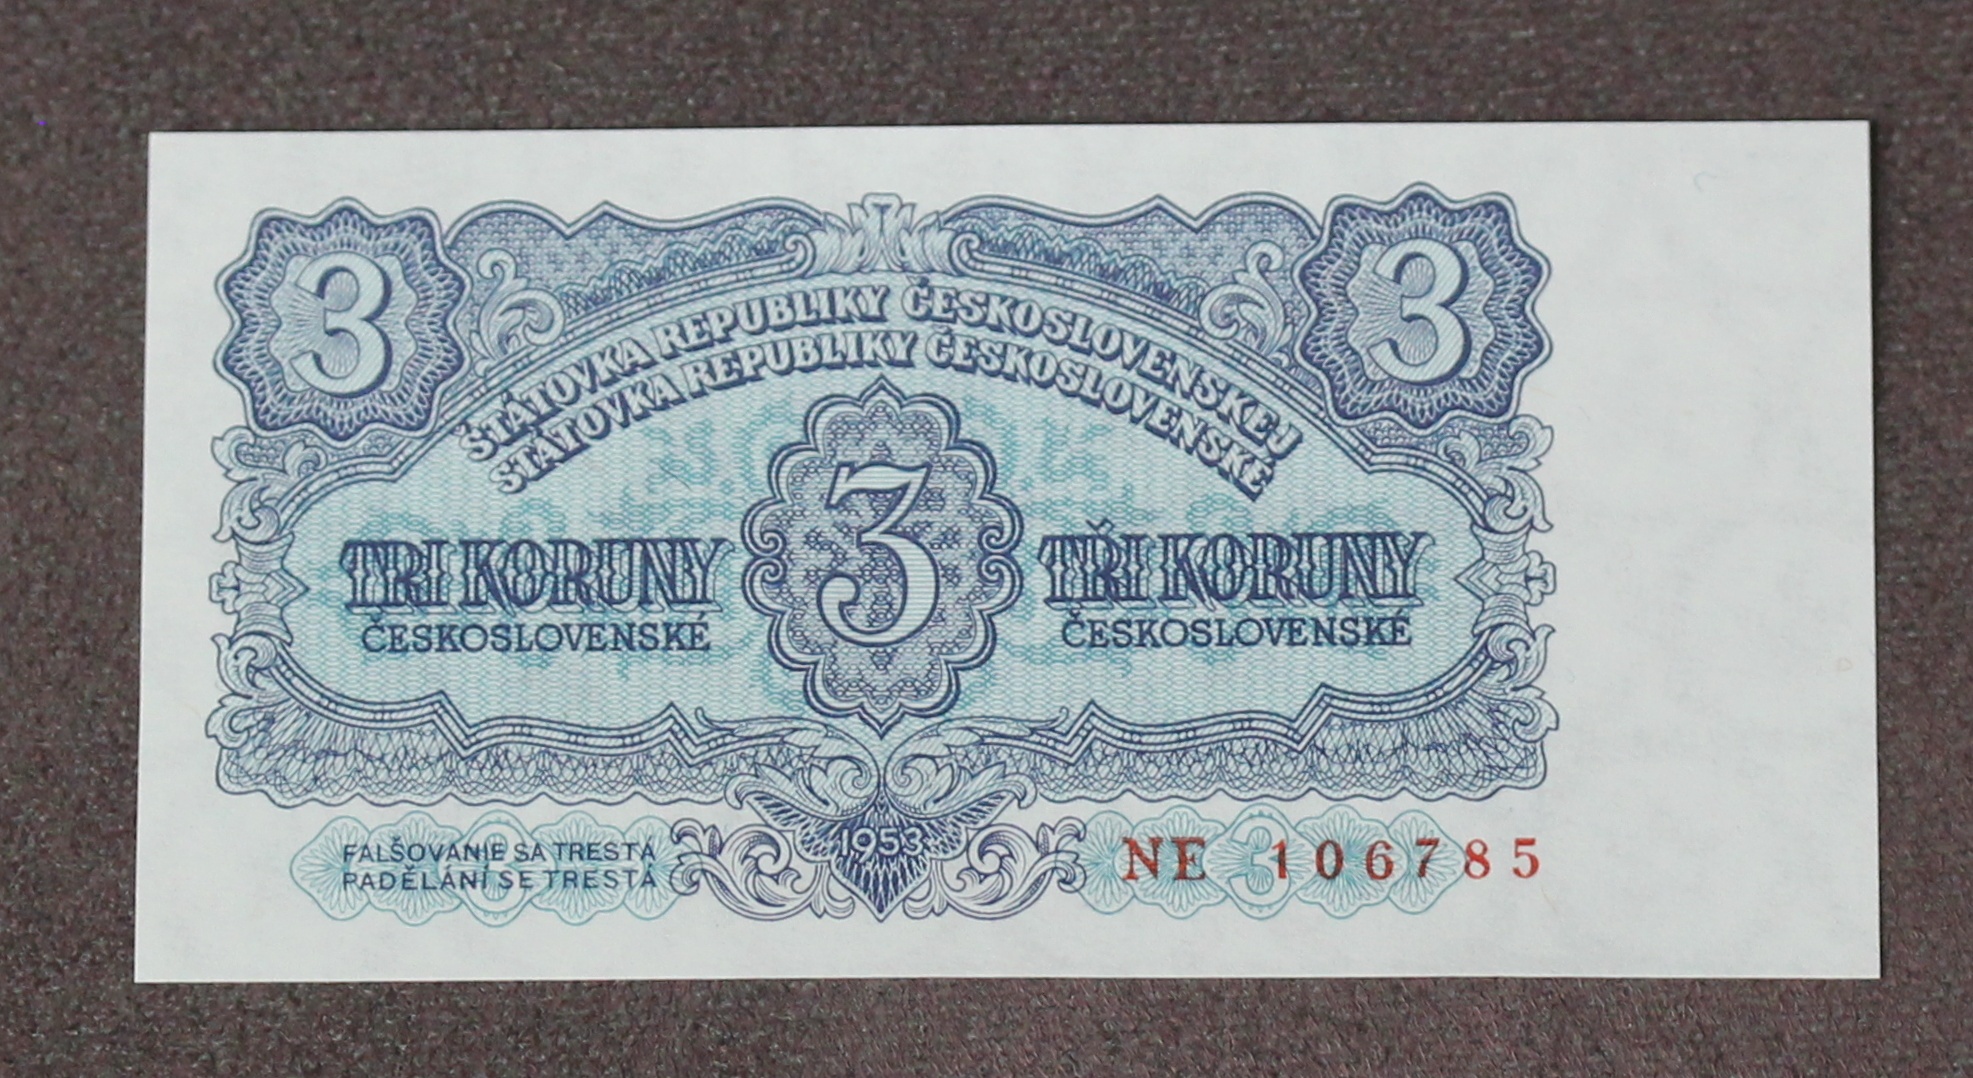 3
3
ŠTÁTOVKA REPUBLIKY ČESKOSLOVENSKEJ
STÁTOVKA REPUBLIKY ČESKOSLOVENSKÉ
TRI KORUNY
ČESKOSLOVENSKÉ
3
TŘI KORUNY
ČESKOSLOVENSKÉ
FALŠOVANIE SA TRESTÁ
PADĚLÁNÍ SE TRESTÁ
1953
3
NE 106785